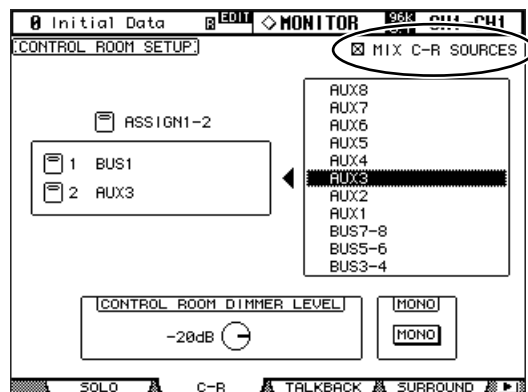 0 Initial Data EDIT ◇MONITOR 96K CH1-CH1
CONTROL ROOM SETUP
☒ MIX C-R SOURCES
ASSIGN1-2
1 BUS1
2 AUX3
AUX8
AUX7
AUX6
AUX5
AUX4
AUX3
AUX2
AUX1
BUS7-8
BUS5-6
BUS3-4
CONTROL ROOM DIMMER LEVEL
-20dB
MONO
MONO
SOLO C-R TALKBACK SURROUND